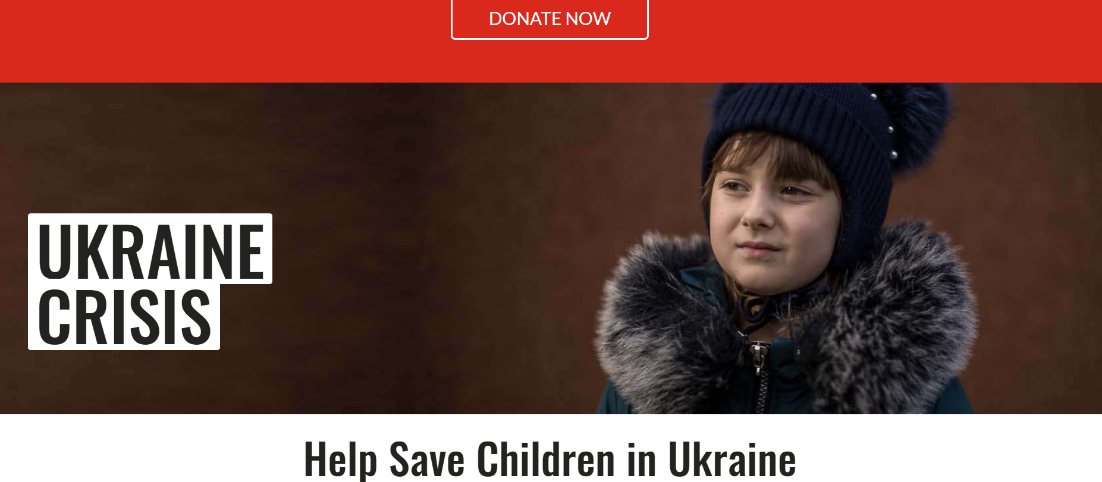 DONATE NOW
UKRAINE
CRISIS
Help Save Children in Ukraine